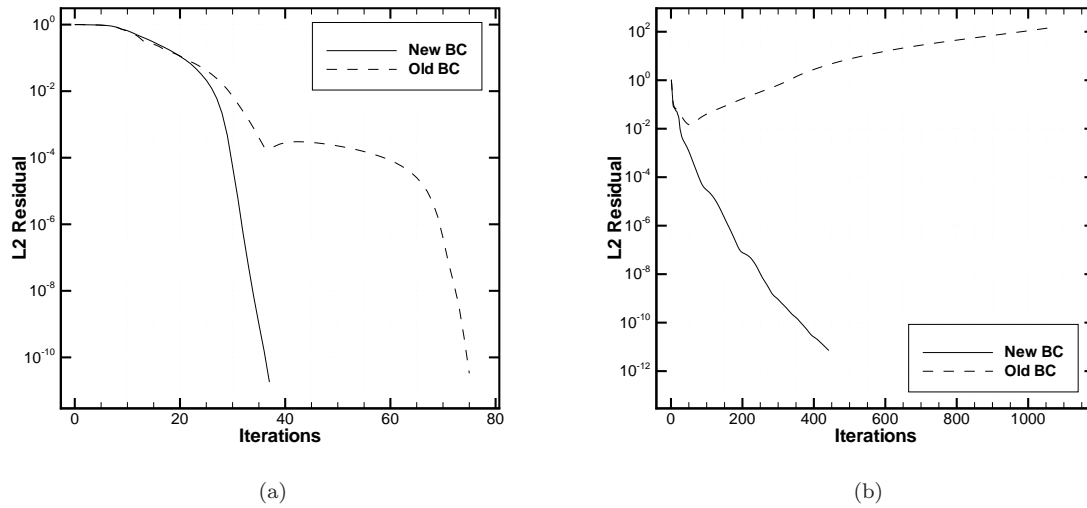 10^0
10^-2
10^-4
10^-6
10^-8
10^-10
L2 Residual
New BC
Old BC
0 20 40 60 80
Iterations
(a)
10^2
10^0
10^-2
10^-4
10^-6
10^-8
10^-10
10^-12
L2 Residual
New BC
Old BC
0 200 400 600 800 1000
Iterations
(b)